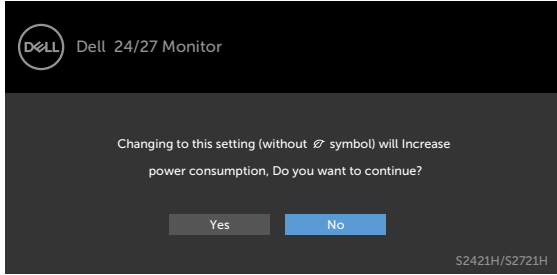 DELL
Dell 24/27 Monitor
Changing to this setting (without symbol) will Increase
power consumption, Do you want to continue?
Yes No
S2421H/S2721H